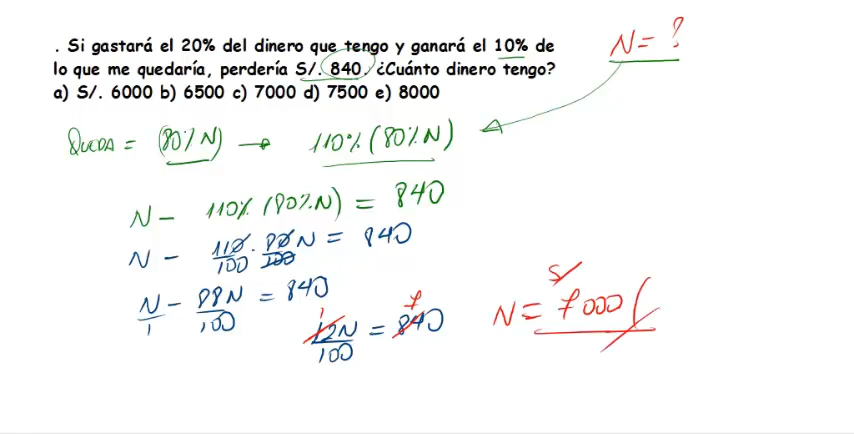 . Si gastará el 20% del dinero que tengo y ganará el 10% de
lo que me quedaría, perdería S/. 840. ¿Cuánto dinero tengo?
a) S/. 6000 b) 6500 c) 7000 d) 7500 e) 8000
N = ?
QUEDA = (80% N) → 110% (80% N)
N - 110% (80% N) = 840
N - 110/100 · 80/100 N = 840
N/1 - 88N/100 = 840
1 7
12N/100 = 840
S/
N = 7000